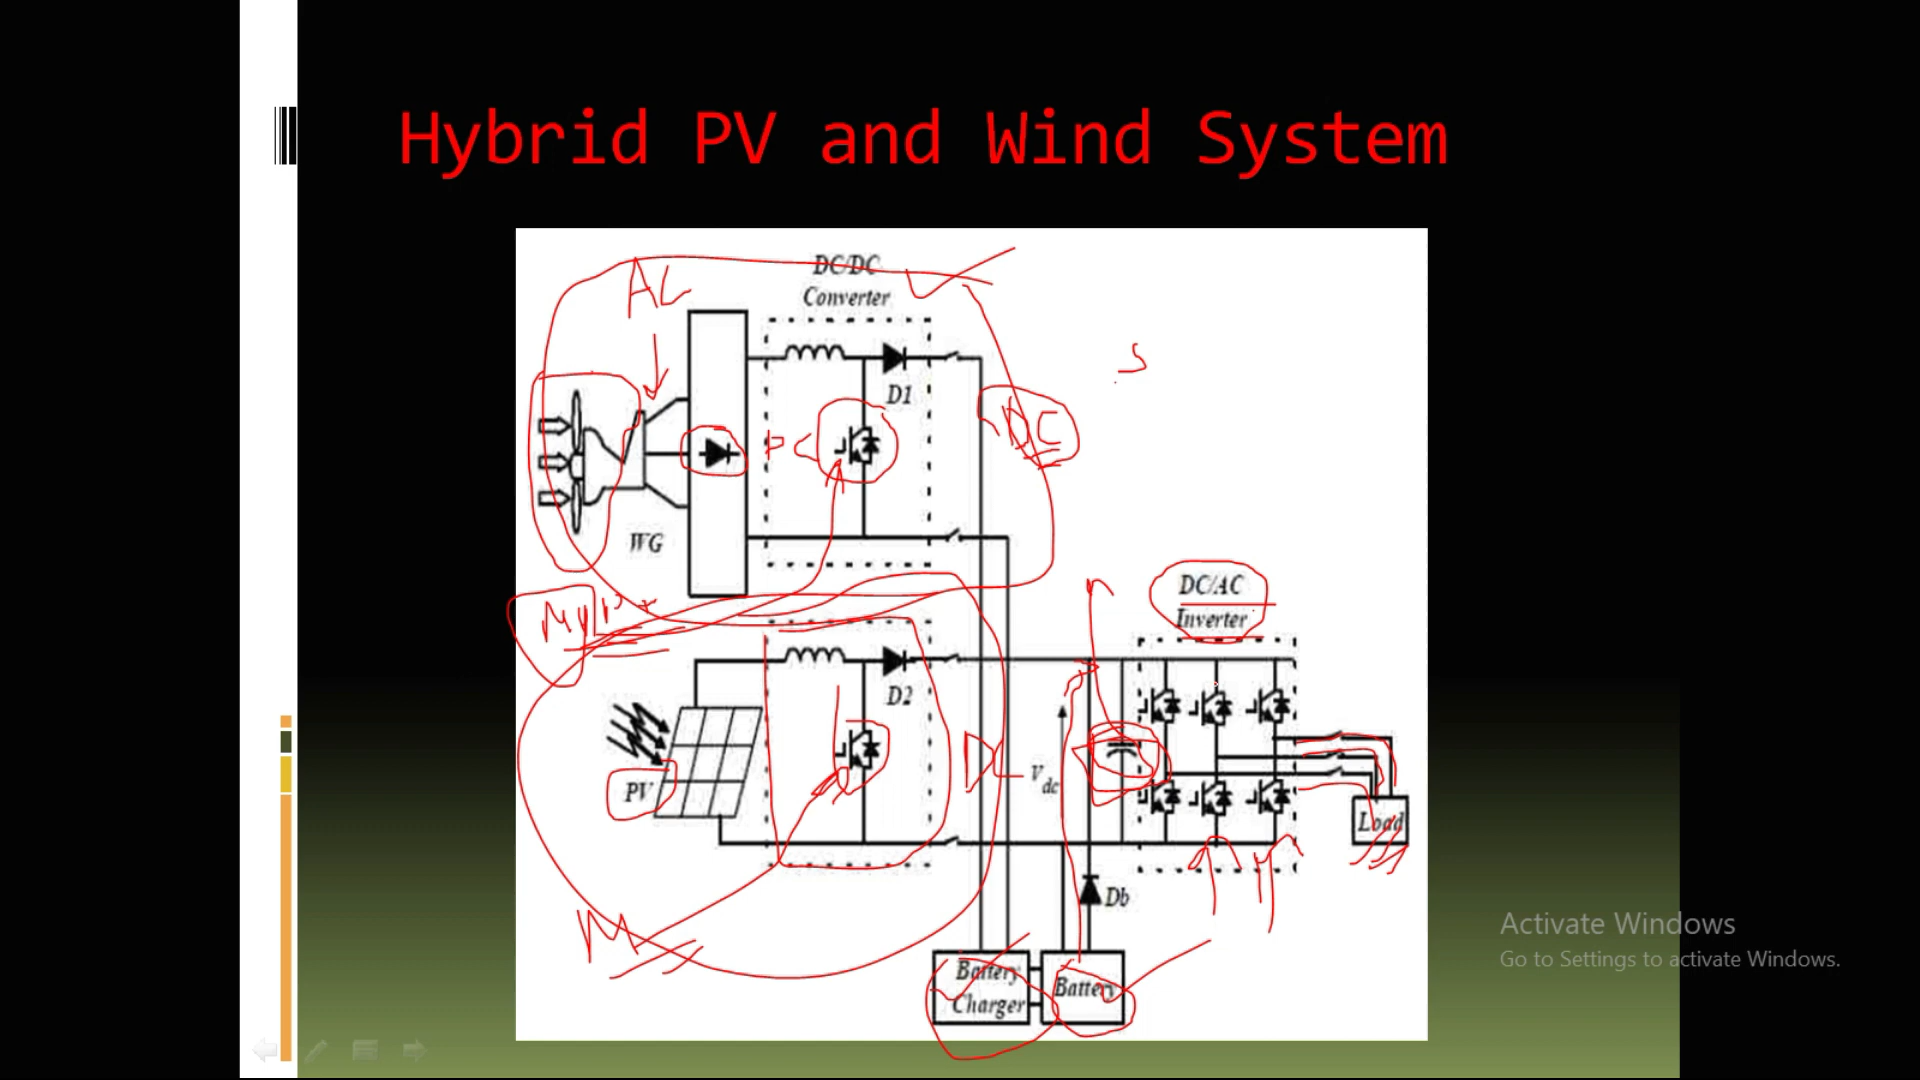 Hybrid PV and Wind System
DC/DC
Converter
AC
D1
DC
WG
DC/AC
Inverter
D2
PV
Vdc
Load
Db
Battery
Charger
Battery
M
S
Activate Windows
Go to Settings to activate Windows.